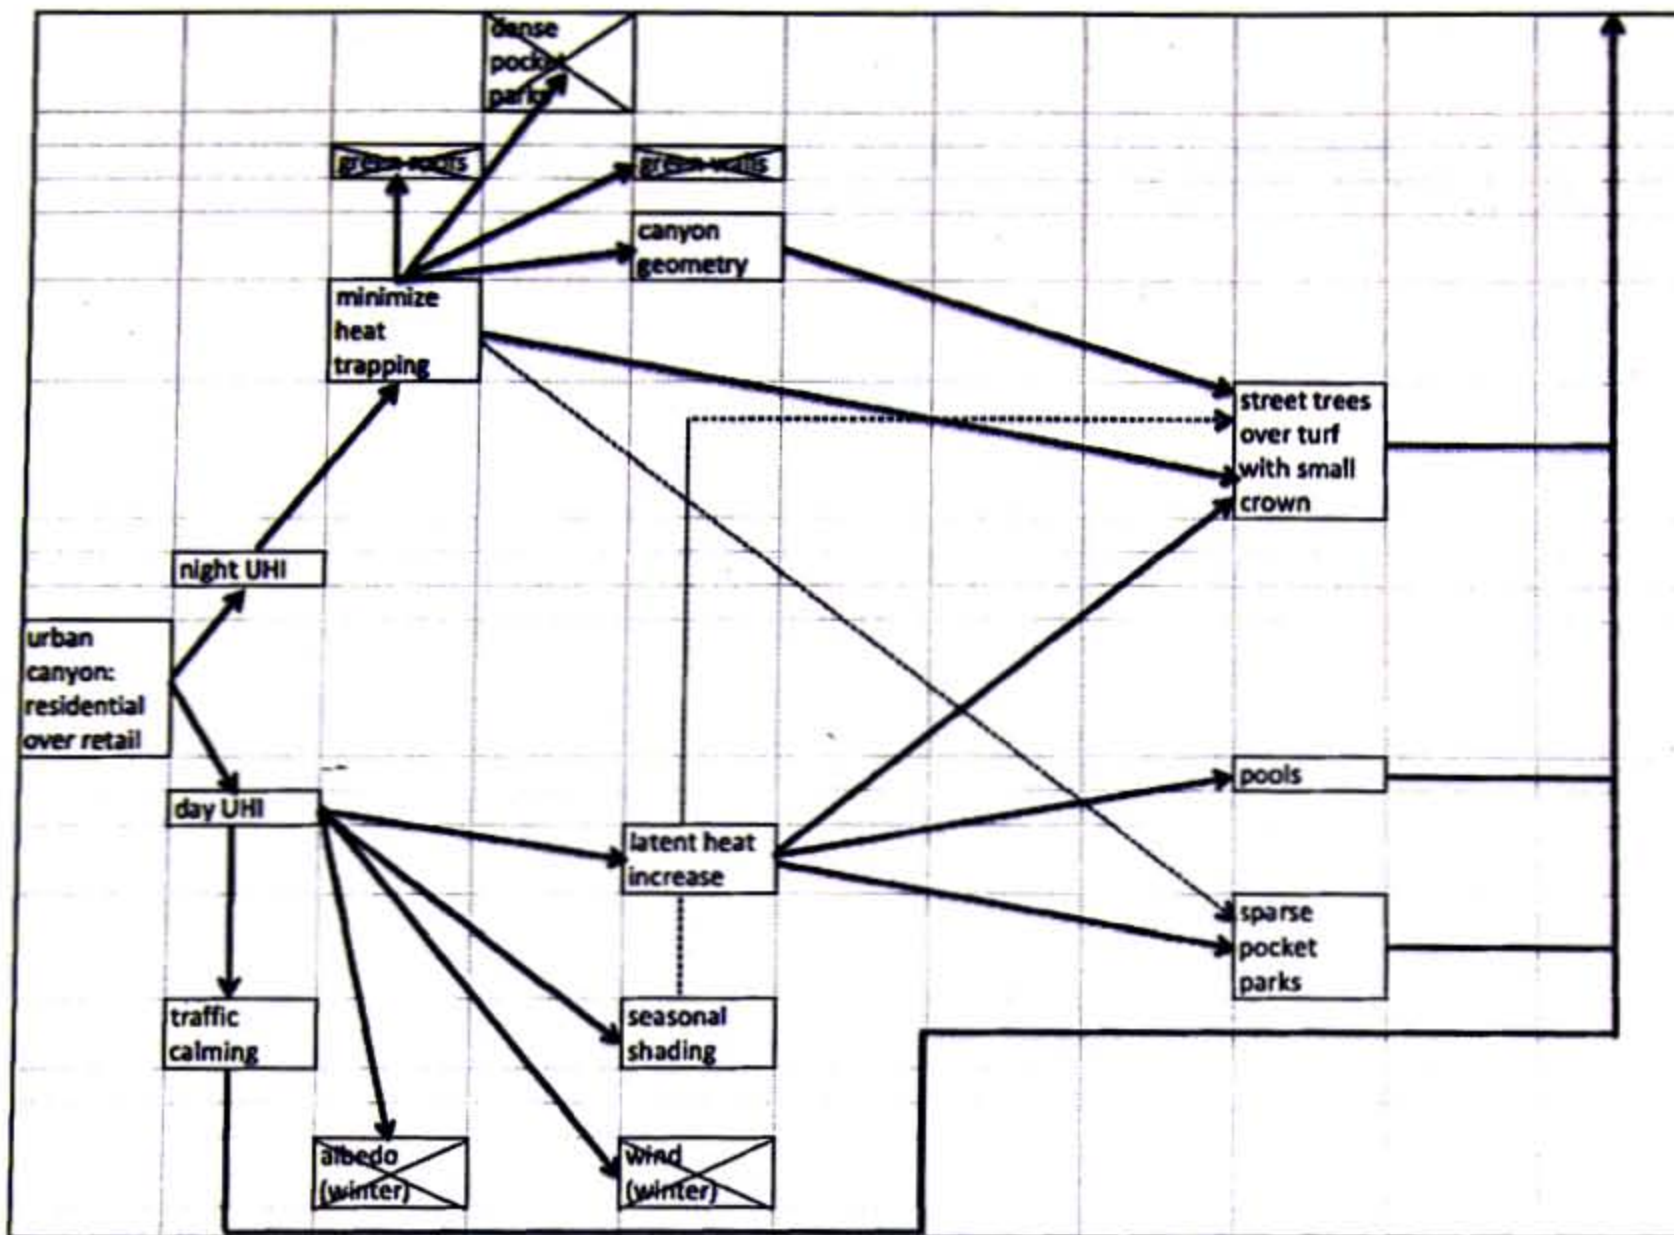 dense
pocket
parks
green roofs
green walls
canyon
geometry
minimize
heat
trapping
street trees
over turf
with small
crown
night UHI
urban
canyon:
residential
over retail
day UHI
pools
latent heat
increase
sparse
pocket
parks
traffic
calming
seasonal
shading
albedo
(winter)
wind
(winter)